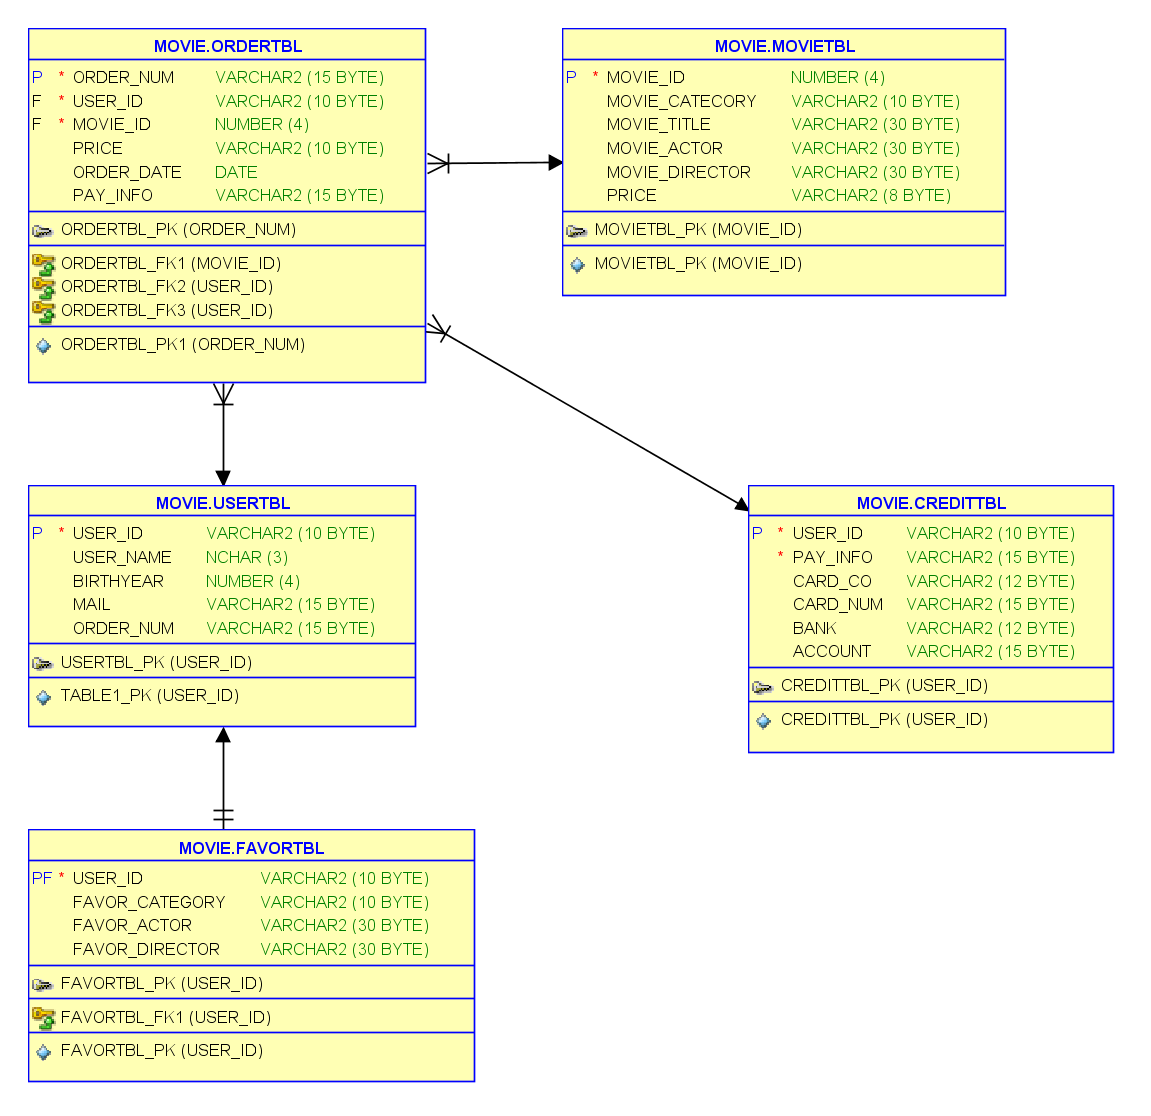 MOVIE.ORDERTBL
P * ORDER_NUM VARCHAR2 (15 BYTE)
F * USER_ID VARCHAR2 (10 BYTE)
F * MOVIE_ID NUMBER (4)
PRICE VARCHAR2 (10 BYTE)
ORDER_DATE DATE
PAY_INFO VARCHAR2 (15 BYTE)
ORDERTBL_PK (ORDER_NUM)
ORDERTBL_FK1 (MOVIE_ID)
ORDERTBL_FK2 (USER_ID)
ORDERTBL_FK3 (USER_ID)
ORDERTBL_PK1 (ORDER_NUM)
MOVIE.MOVIETBL
P * MOVIE_ID NUMBER (4)
MOVIE_CATECORY VARCHAR2 (10 BYTE)
MOVIE_TITLE VARCHAR2 (30 BYTE)
MOVIE_ACTOR VARCHAR2 (30 BYTE)
MOVIE_DIRECTOR VARCHAR2 (30 BYTE)
PRICE VARCHAR2 (8 BYTE)
MOVIETBL_PK (MOVIE_ID)
MOVIETBL_PK (MOVIE_ID)
MOVIE.USERTBL
P * USER_ID VARCHAR2 (10 BYTE)
USER_NAME NCHAR (3)
BIRTHYEAR NUMBER (4)
MAIL VARCHAR2 (15 BYTE)
ORDER_NUM VARCHAR2 (15 BYTE)
USERTBL_PK (USER_ID)
TABLE1_PK (USER_ID)
MOVIE.CREDITTBL
P * USER_ID VARCHAR2 (10 BYTE)
* PAY_INFO VARCHAR2 (15 BYTE)
CARD_CO VARCHAR2 (12 BYTE)
CARD_NUM VARCHAR2 (15 BYTE)
BANK VARCHAR2 (12 BYTE)
ACCOUNT VARCHAR2 (15 BYTE)
CREDITTBL_PK (USER_ID)
CREDITTBL_PK (USER_ID)
MOVIE.FAVORTBL
PF * USER_ID VARCHAR2 (10 BYTE)
FAVOR_CATEGORY VARCHAR2 (10 BYTE)
FAVOR_ACTOR VARCHAR2 (30 BYTE)
FAVOR_DIRECTOR VARCHAR2 (30 BYTE)
FAVORTBL_PK (USER_ID)
FAVORTBL_FK1 (USER_ID)
FAVORTBL_PK (USER_ID)